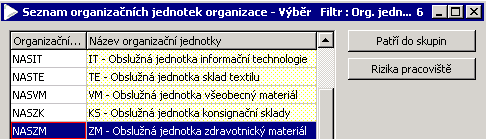 Seznam organizačních jednotek organizace - Výběr Filtr : Org. jedn... 6
Organizační... Název organizační jednotky
NASIT IT - Obslužná jednotka informační technologie
NASTE TE - Obslužná jednotka sklad textilu
NASVM VM - Obslužná jednotka všeobecný materiál
NASZK KS - Obslužná jednotka konsignační sklady
NASZM ZM - Obslužná jednotka zdravotnický materiál
Patří do skupin
Rizika pracoviště